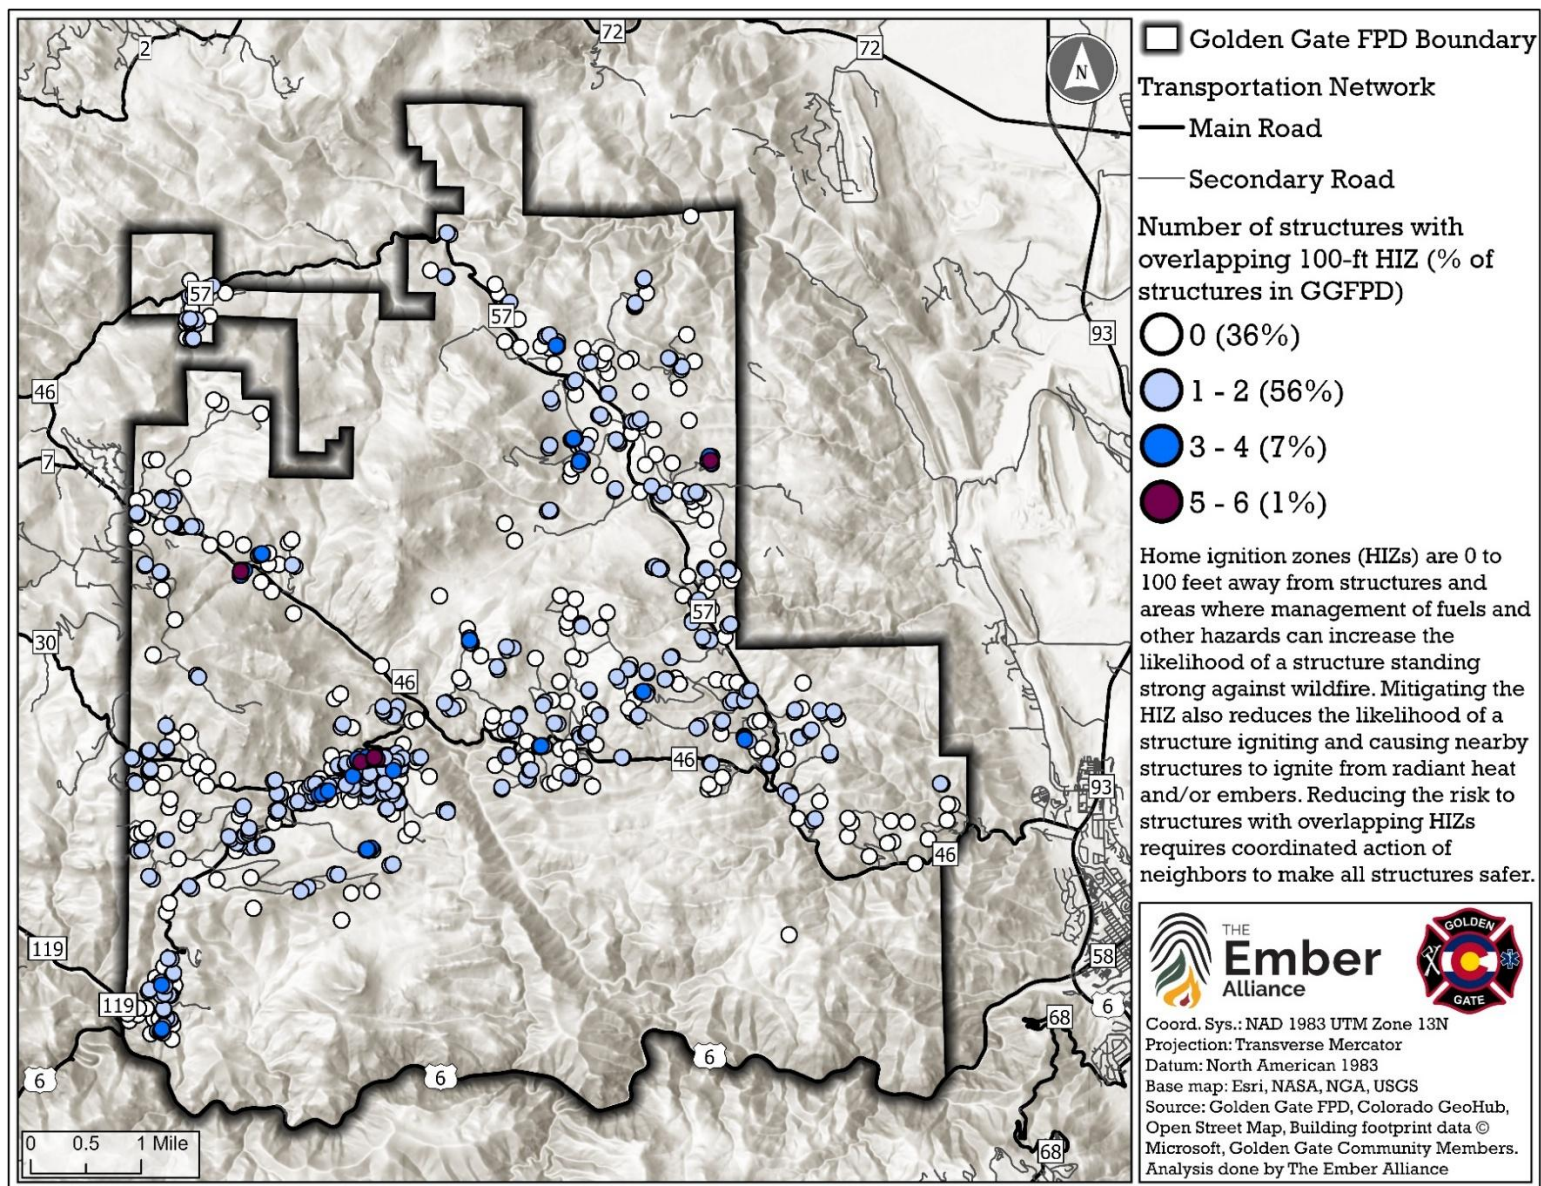 72
72
2
N
57
57
93
46
7
57
30
46
46
93
46
119
58
119
6
68
6
6
6
68
0 0.5 1 Mile
Golden Gate FPD Boundary
Transportation Network
Main Road
Secondary Road
Number of structures with
overlapping 100-ft HIZ (% of
structures in GGFPD)
0 (36%)
1 - 2 (56%)
3 - 4 (7%)
5 - 6 (1%)
Home ignition zones (HIZs) are 0 to
100 feet away from structures and
areas where management of fuels and
other hazards can increase the
likelihood of a structure standing
strong against wildfire. Mitigating the
HIZ also reduces the likelihood of a
structure igniting and causing nearby
structures to ignite from radiant heat
and/or embers. Reducing the risk to
structures with overlapping HIZs
requires coordinated action of
neighbors to make all structures safer.
THE
Ember
Alliance
GOLDEN
GATE
Coord. Sys.: NAD 1983 UTM Zone 13N
Projection: Transverse Mercator
Datum: North American 1983
Base map: Esri, NASA, NGA, USGS
Source: Golden Gate FPD, Colorado GeoHub,
Open Street Map, Building footprint data ©
Microsoft, Golden Gate Community Members.
Analysis done by The Ember Alliance